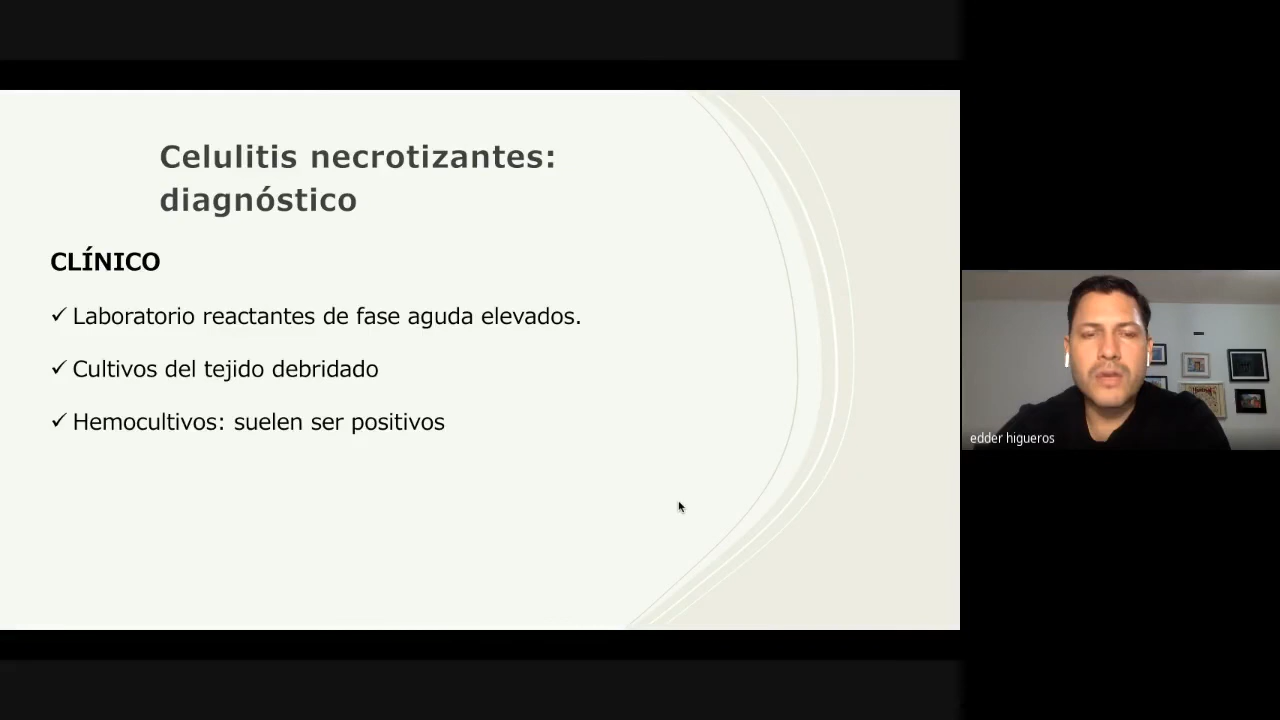 Celulitis necrotizantes:
diagnóstico
CLÍNICO
✓ Laboratorio reactantes de fase aguda elevados.
✓ Cultivos del tejido debridado
✓ Hemocultivos: suelen ser positivos
edder higueros